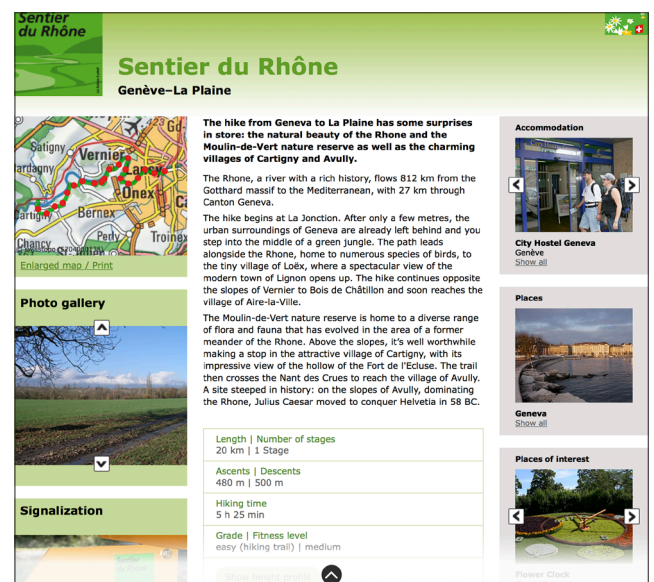 Sentier
du Rhône
Sentier du Rhône
Genève–La Plaine
Satigny
Vernier
Lancy
Onex
Bernex
Cartigny
Perly
Troinex
Chancy
Enlarged map / Print
Photo gallery
Signalization
The hike from Geneva to La Plaine has some surprises
in store: the natural beauty of the Rhone and the
Moulin-de-Vert nature reserve as well as the charming
villages of Cartigny and Avully.
The Rhone, a river with a rich history, flows 812 km from the
Gotthard massif to the Mediterranean, with 27 km through
Canton Geneva.
The hike begins at La Jonction. After only a few metres, the
urban surroundings of Geneva are already left behind and you
step into the middle of a green jungle. The path leads
alongside the Rhone, home to numerous species of birds, to
the tiny village of Loëx, where a spectacular view of the
modern town of Lignon opens up. The hike continues opposite
the slopes of Vernier to Bois de Châtillon and soon reaches the
village of Aire-la-Ville.
The Moulin-de-Vert nature reserve is home to a diverse range
of flora and fauna that has evolved in the area of a former
meander of the Rhone. Above the slopes, it's well worthwhile
making a stop in the attractive village of Cartigny, with its
impressive view of the hollow of the Fort de l'Ecluse. The trail
then crosses the Nant des Crues to reach the village of Avully.
A site steeped in history: on the slopes of Avully, dominating
the Rhone, Julius Caesar moved to conquer Helvetia in 58 BC.
Length | Number of stages
20 km | 1 Stage
Ascents | Descents
480 m | 500 m
Hiking time
5 h 25 min
Grade | Fitness level
easy (hiking trail) | medium
Show height profile
Accommodation
City Hostel Geneva
Genève
Show all
Places
Geneva
Show all
Places of interest
Flower Clock